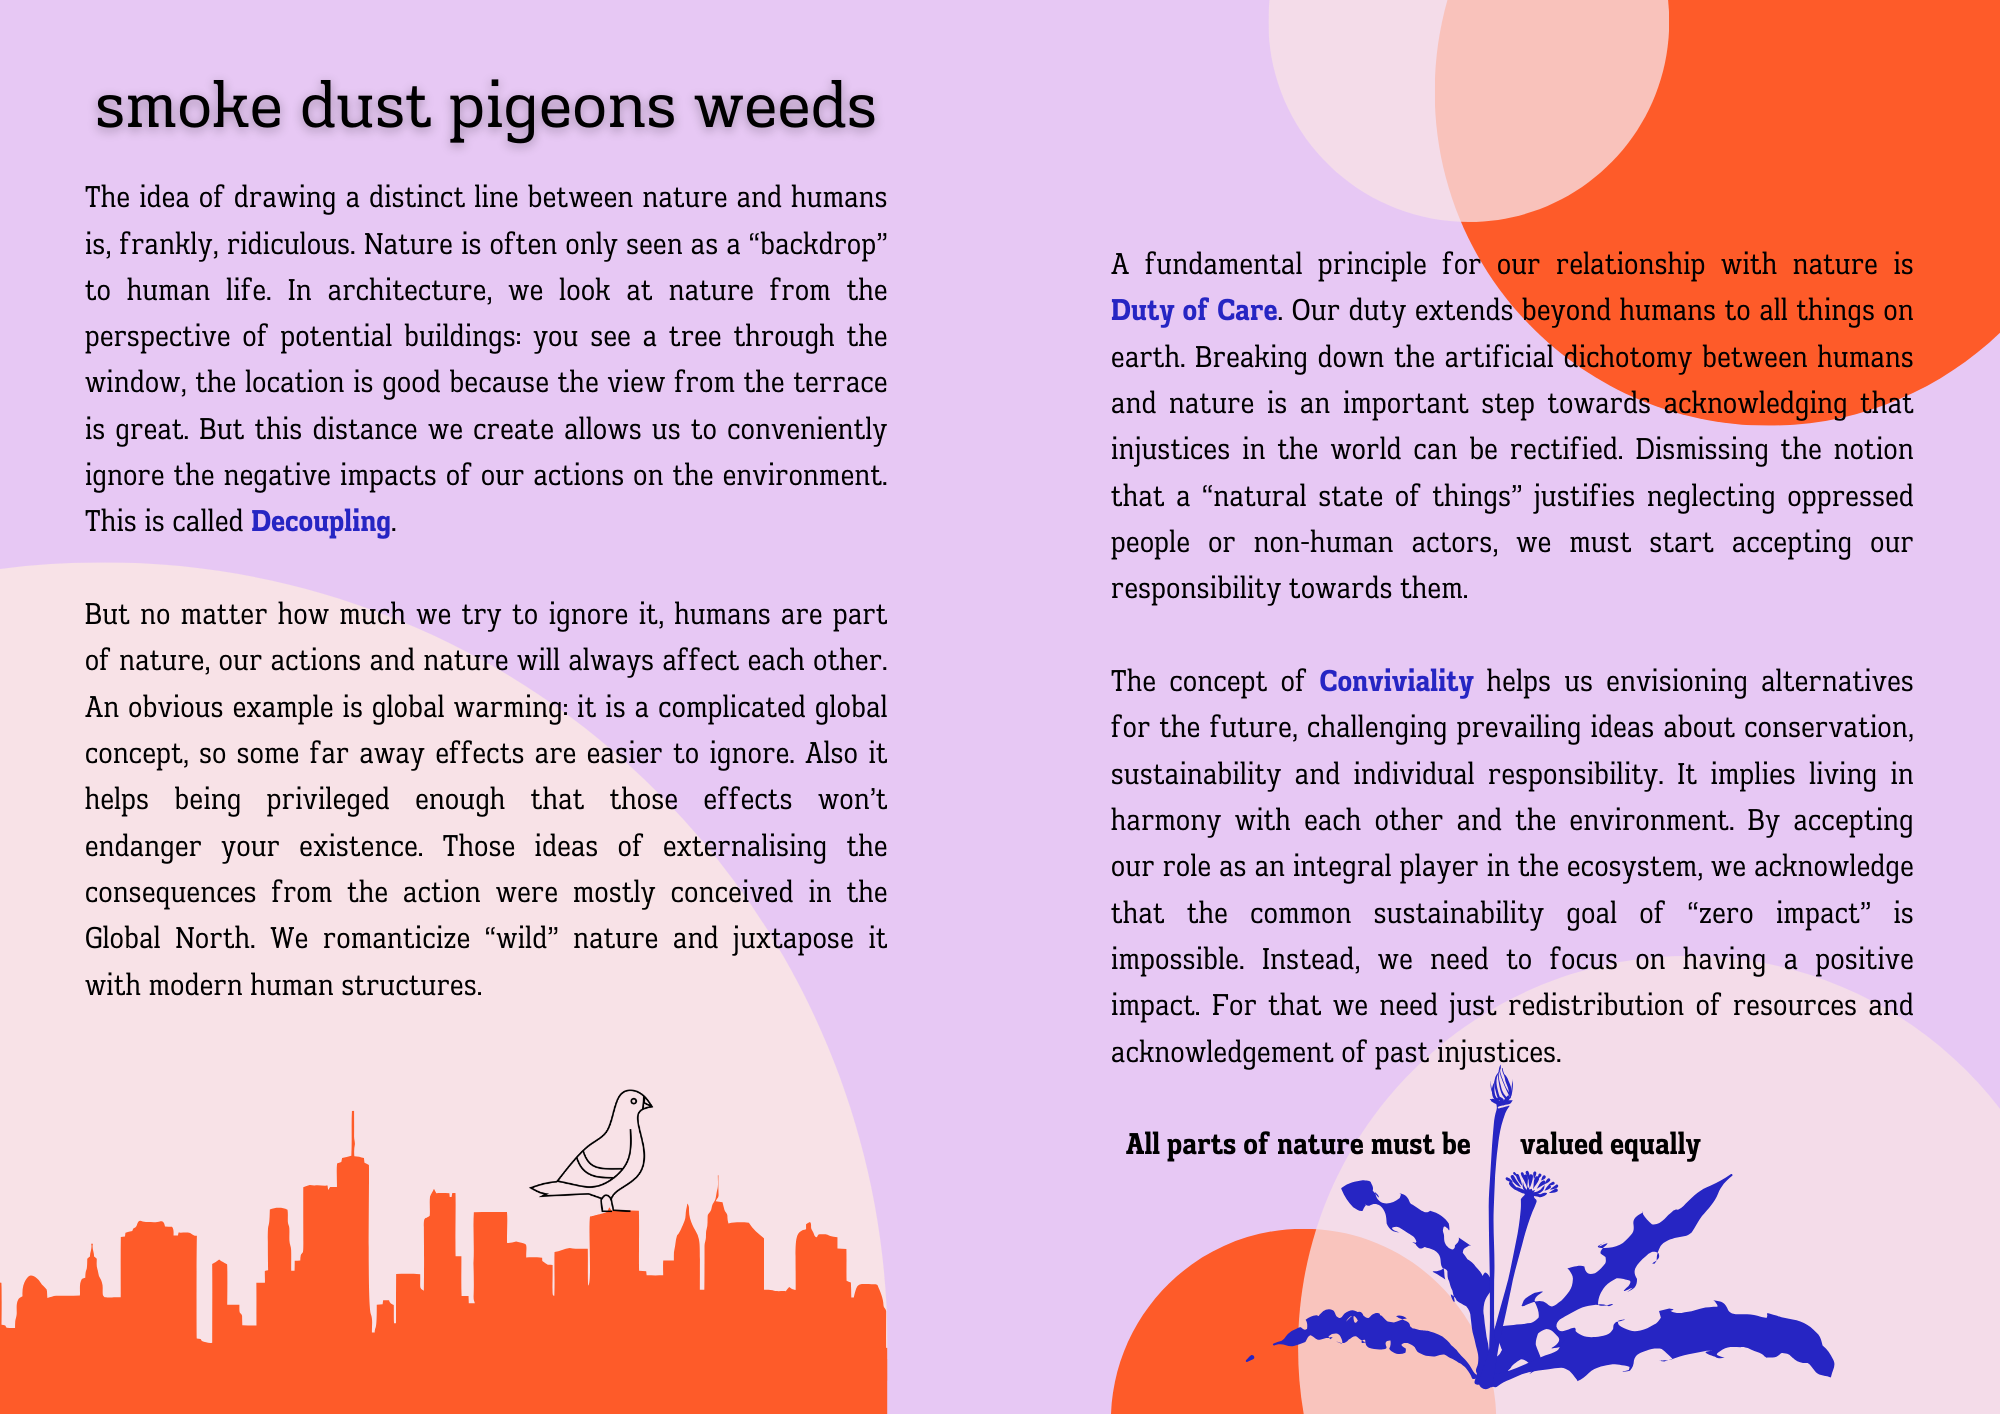 smoke dust pigeons weeds
The idea of drawing a distinct line between nature and humans
is, frankly, ridiculous. Nature is often only seen as a “backdrop”
to human life. In architecture, we look at nature from the
perspective of potential buildings: you see a tree through the
window, the location is good because the view from the terrace
is great. But this distance we create allows us to conveniently
ignore the negative impacts of our actions on the environment.
This is called Decoupling.
But no matter how much we try to ignore it, humans are part
of nature, our actions and nature will always affect each other.
An obvious example is global warming: it is a complicated global
concept, so some far away effects are easier to ignore. Also it
helps being privileged enough that those effects won’t
endanger your existence. Those ideas of externalising the
consequences from the action were mostly conceived in the
Global North. We romanticize “wild” nature and juxtapose it
with modern human structures.
A fundamental principle for our relationship with nature is
Duty of Care. Our duty extends beyond humans to all things on
earth. Breaking down the artificial dichotomy between humans
and nature is an important step towards acknowledging that
injustices in the world can be rectified. Dismissing the notion
that a “natural state of things” justifies neglecting oppressed
people or non-human actors, we must start accepting our
responsibility towards them.
The concept of Conviviality helps us envisioning alternatives
for the future, challenging prevailing ideas about conservation,
sustainability and individual responsibility. It implies living in
harmony with each other and the environment. By accepting
our role as an integral player in the ecosystem, we acknowledge
that the common sustainability goal of “zero impact” is
impossible. Instead, we need to focus on having a positive
impact. For that we need just redistribution of resources and
acknowledgement of past injustices.
All parts of nature must be valued equally